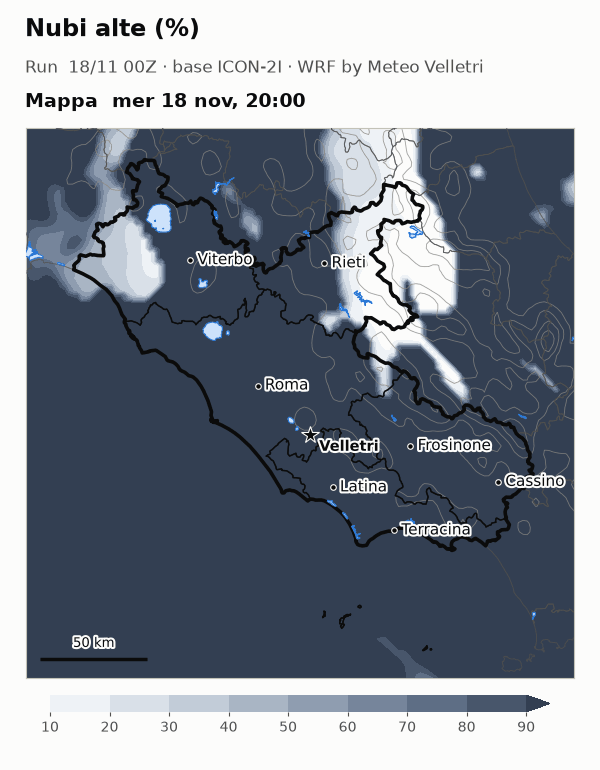 Nubi alte (%)
Run 18/11 00Z · base ICON-2I · WRF by Meteo Velletri
Mappa mer 18 nov, 20:00
Viterbo
Rieti
Roma
Velletri
Frosinone
Cassino
Latina
Terracina
50 km
10 20 30 40 50 60 70 80 90